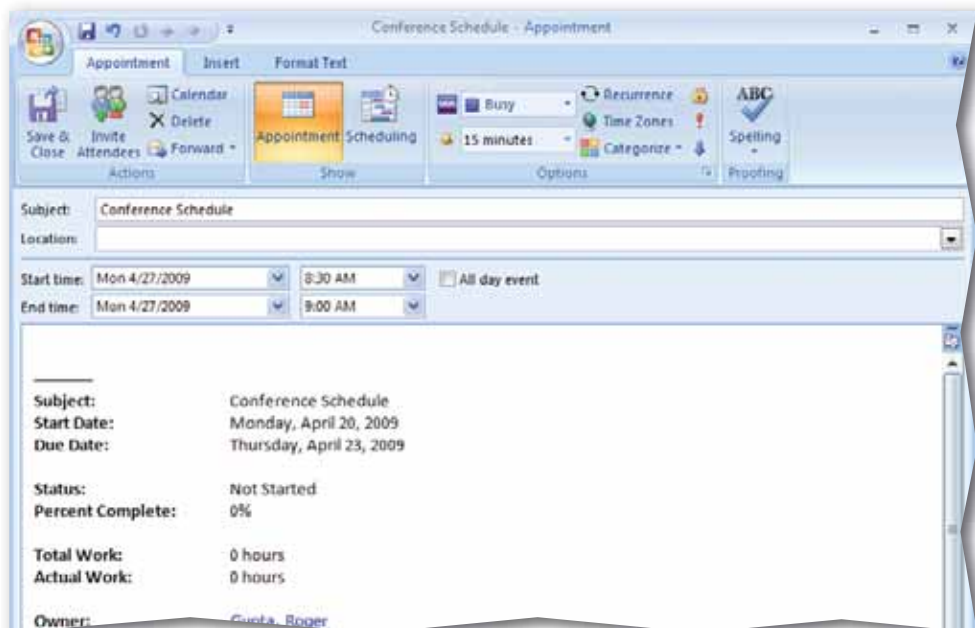 Conference Schedule - Appointment
Appointment Insert Format Text
Save & Close
Invite Attendees
Calendar
Delete
Forward
Actions
Appointment Scheduling
Show
Busy
15 minutes
Recurrence
Time Zones
Categorize
Options
ABC
Spelling
Proofing
Subject: Conference Schedule
Location:
Start time: Mon 4/27/2009 8:30 AM All day event
End time: Mon 4/27/2009 9:00 AM
Subject: Conference Schedule
Start Date: Monday, April 20, 2009
Due Date: Thursday, April 23, 2009
Status: Not Started
Percent Complete: 0%
Total Work: 0 hours
Actual Work: 0 hours
Owner: Gupta, Roger